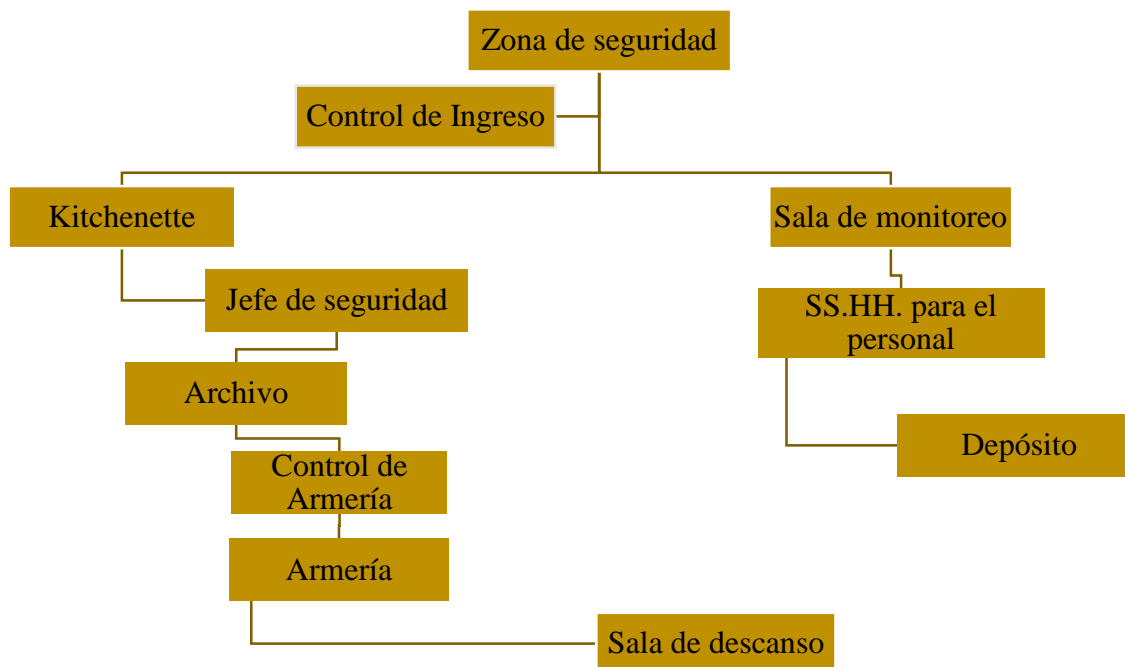 Zona de seguridad
Control de Ingreso
Kitchenette
Sala de monitoreo
Jefe de seguridad
SS.HH. para el
personal
Archivo
Depósito
Control de
Armería
Armería
Sala de descanso